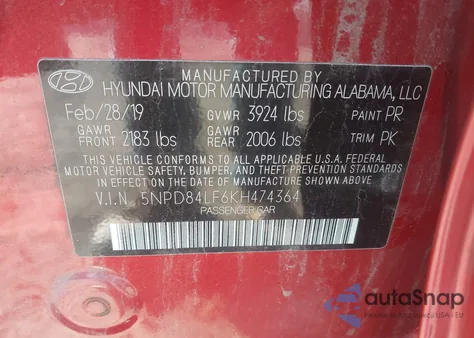 MANUFACTURED BY
HYUNDAI MOTOR MANUFACTURING ALABAMA, LLC
Feb/28/19 GVWR 3924 lbs PAINT PR
GAWR FRONT 2183 lbs GAWR REAR 2006 lbs TRIM PK
THIS VEHICLE CONFORMS TO ALL APPLICABLE U.S.A. FEDERAL
MOTOR VEHICLE SAFETY, BUMPER, AND THEFT PREVENTION STANDARDS
IN EFFECT ON THE DATE OF MANUFACTURE SHOWN ABOVE.
V.I.N. 5NPD84LF6KH474364
PASSENGER CAR
autoSnap
USA - EU